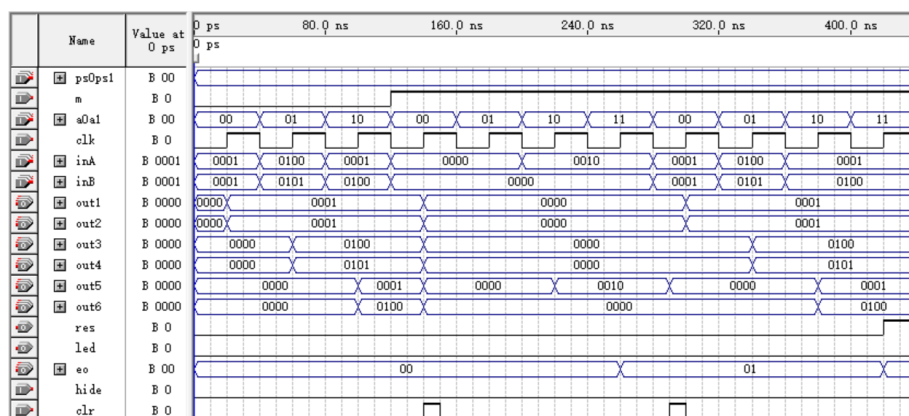 Name Value at 0 ps 0 ps 80.0 ns 160.0 ns 240.0 ns 320.0 ns 400.0 ns
0 ps
ps0ps1 B 00
m B 0
a0a1 B 00 00 01 10 00 01 10 11 00 01 10 11
clk B 0
inA B 0001 0001 0100 0001 0000 0010 0001 0100 0001
inB B 0001 0001 0101 0100 0000 0001 0101 0100
out1 B 0000 0000 0001 0000 0001
out2 B 0000 0000 0001 0000 0001
out3 B 0000 0000 0100 0000 0100
out4 B 0000 0000 0101 0000 0101
out5 B 0000 0000 0001 0000 0010 0000 0001
out6 B 0000 0000 0100 0000 0100
res B 0
led B 0
eo B 00 00 01
hide B 0
clr B 0